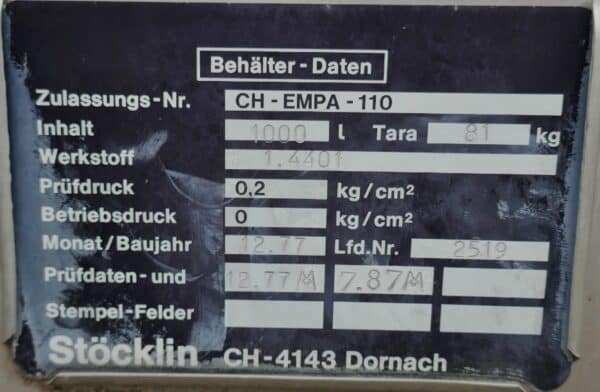 Behälter - Daten
Zulassungs-Nr. CH - EMPA - 110
Inhalt 1000 l Tara 81 kg
Werkstoff 1.4401
Prüfdruck 0,2 kg/cm²
Betriebsdruck 0 kg/cm²
Monat/Baujahr 12.77 Lfd.Nr. 2519
Prüfdaten-und 12.77/M 7.87/M
Stempel-Felder
Stöcklin CH-4143 Dornach